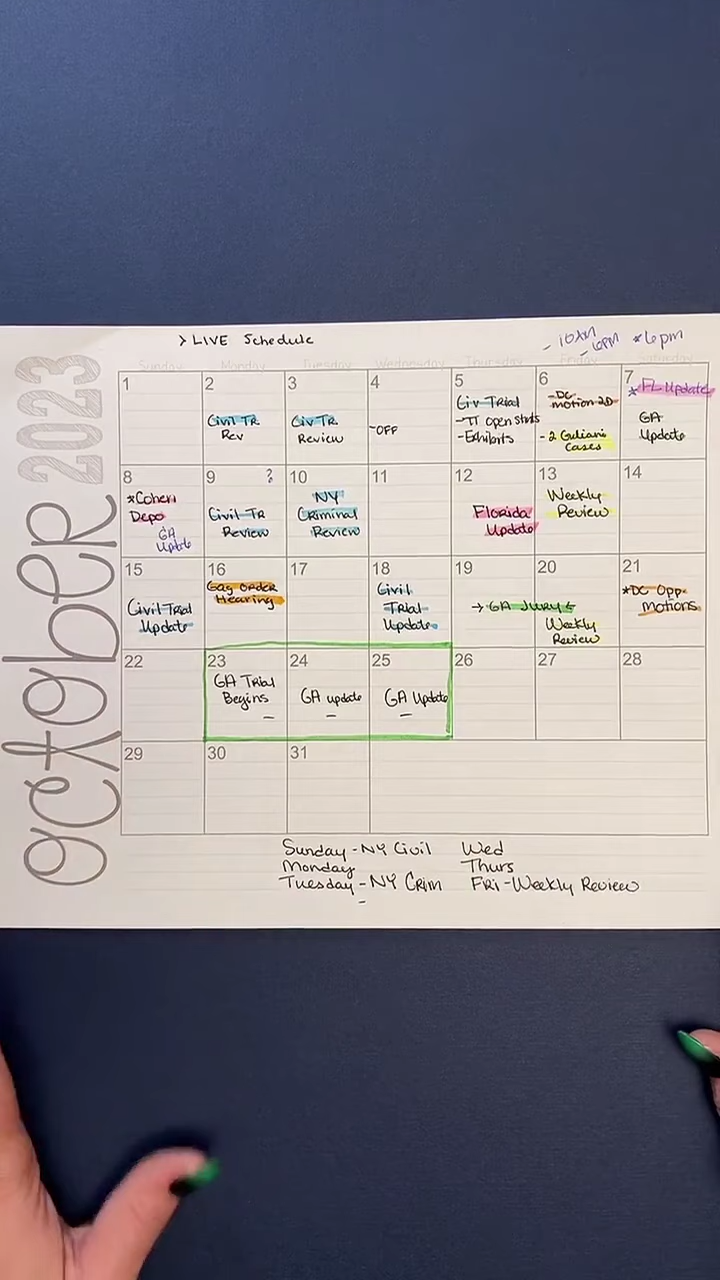 > LIVE Schedule
- 10AM
- 6PM
*6pm
OCTOBER 2023
Sunday Monday Tuesday Wednesday Thursday Friday Saturday
1
2
Civil TR
Rev
3
Civ TR
Review
4
-OFF
5
Civ Trial
-TT open stmts
-Exhibits
6
-DC
motion 2D
- 2 Guliani
Cases
7
*FL Update
GA
Update
8
*Cohen
Depo
GA
Update
9 ?
Civil TR
Review
10
NY
Criminal
Review
11
12
Florida
Update
13
Weekly
Review
14
15
Civil Trial
Update
16
Gag Order
Hearing
17
18
Civil
Trial
Update
19
20
→ GA JURY
Weekly
Review
21
*DC Opp
motions
22
23
GA Trial
Begins
24
GA update
25
GA Update
26
27
28
29
30
31
Sunday - NY Civil
Monday
Tuesday - NY Crim
Wed
Thurs
FRI - Weekly Review